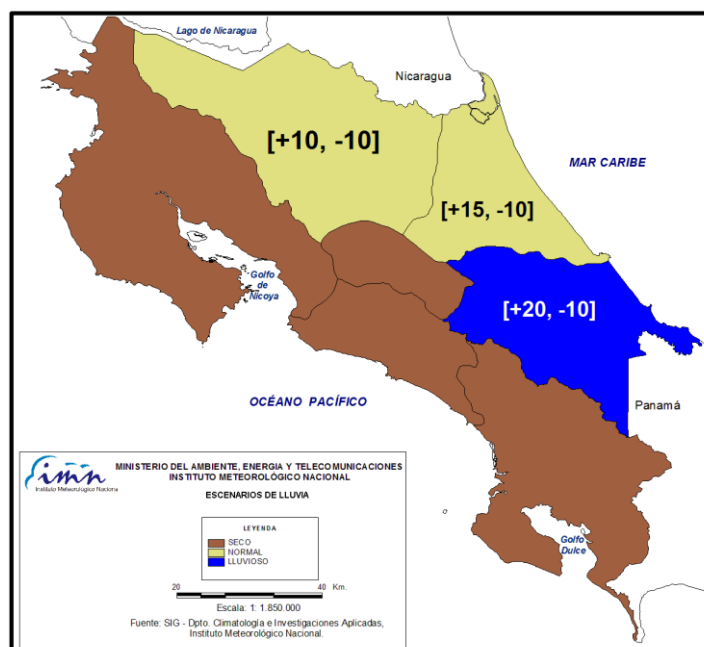 Lago de Nicaragua
Nicaragua
[+10, -10]
MAR CARIBE
[+15, -10]
Golfo
de
Nicoya
[+20, -10]
OCÉANO PACÍFICO
Panamá
imn
Instituto Meteorológico Nacional
MINISTERIO DEL AMBIENTE, ENERGIA Y TELECOMUNICACIONES
INSTITUTO METEOROLÓGICO NACIONAL
ESCENARIOS DE LLUVIA
LEYENDA
SECO
NORMAL
LLUVIOSO
Golfo
Dulce
20 40 Km.
Escala: 1: 1.850.000
Fuente: SIG - Dpto. Climatología e Investigaciones Aplicadas,
Instituto Meteorológico Nacional.